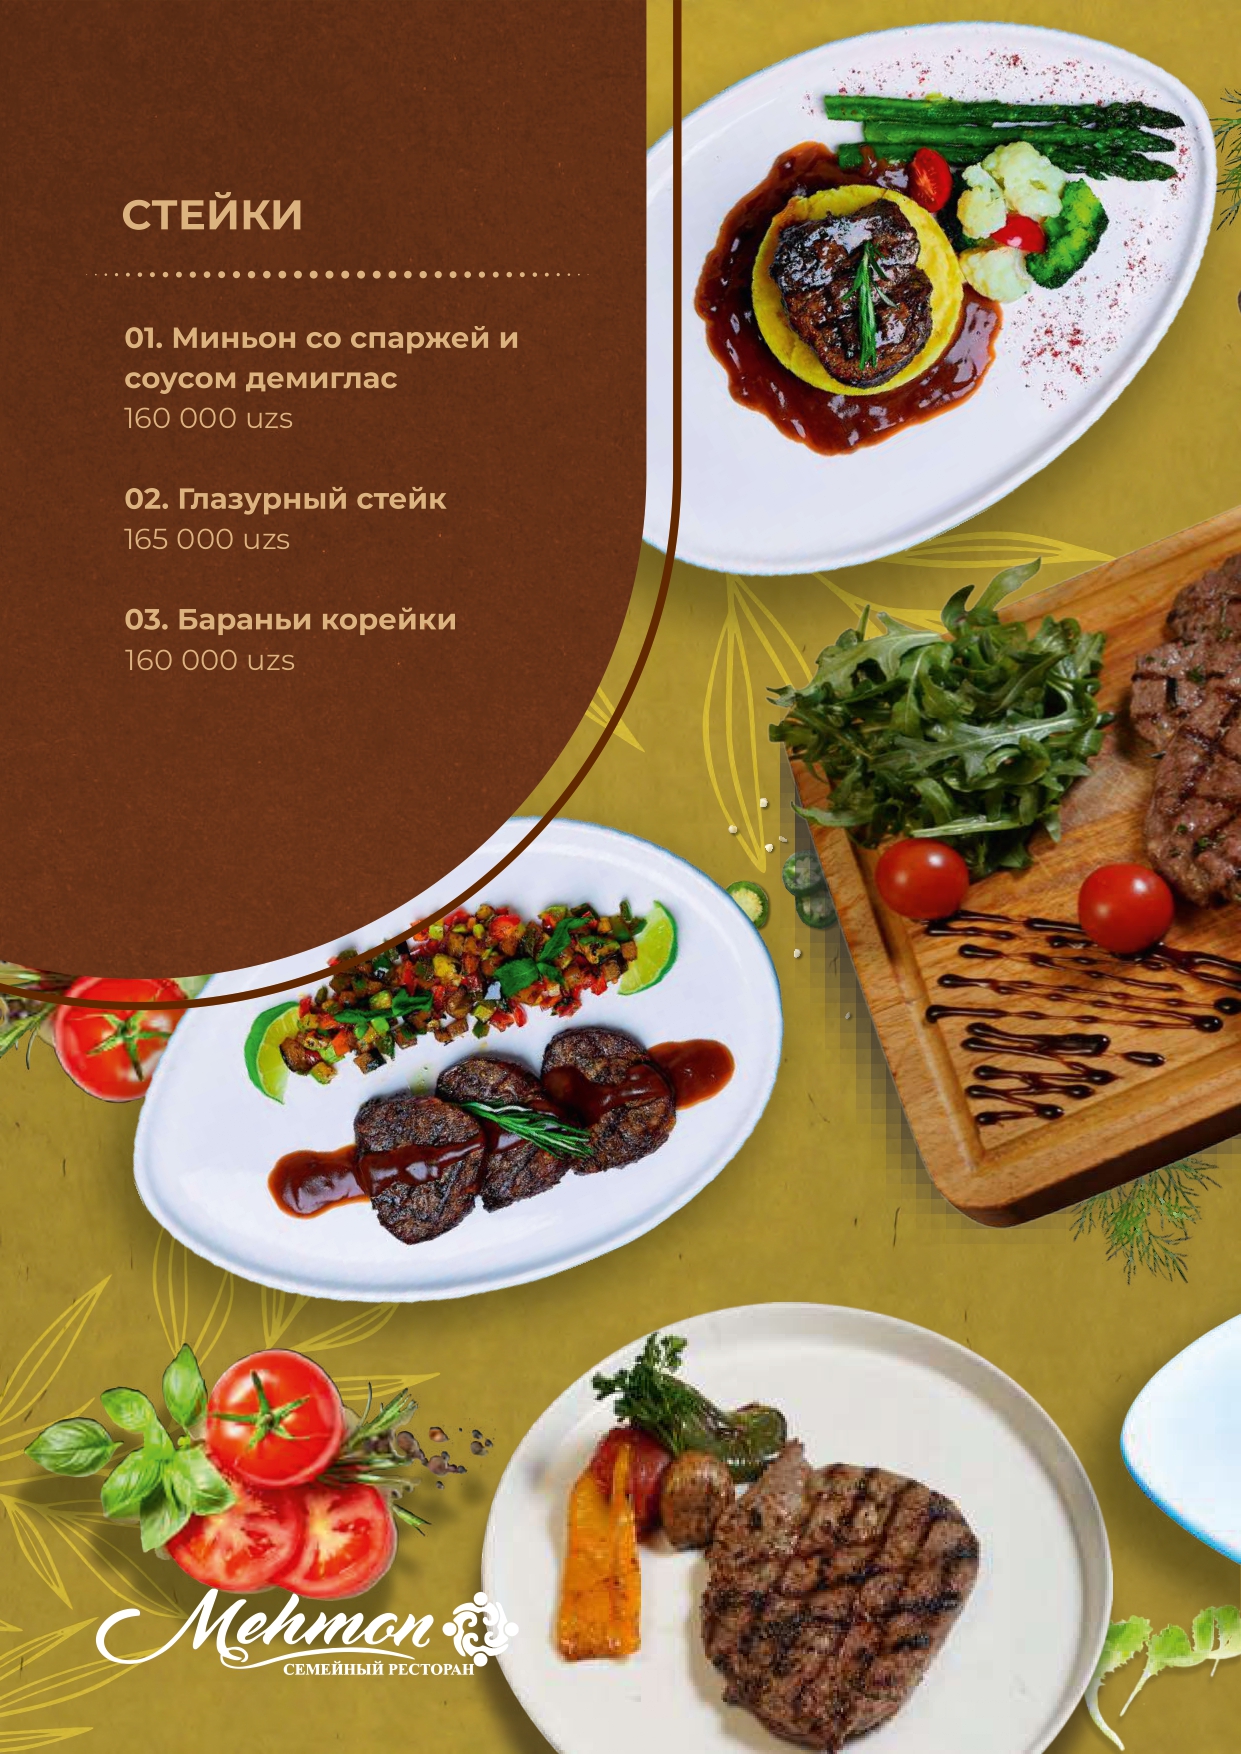 СТЕЙКИ
01. Миньон со спаржей и
соусом демиглас
160 000 uzs
02. Глазурный стейк
165 000 uzs
03. Бараньи корейки
160 000 uzs
Mehmon
СЕМЕЙНЫЙ РЕСТОРАН